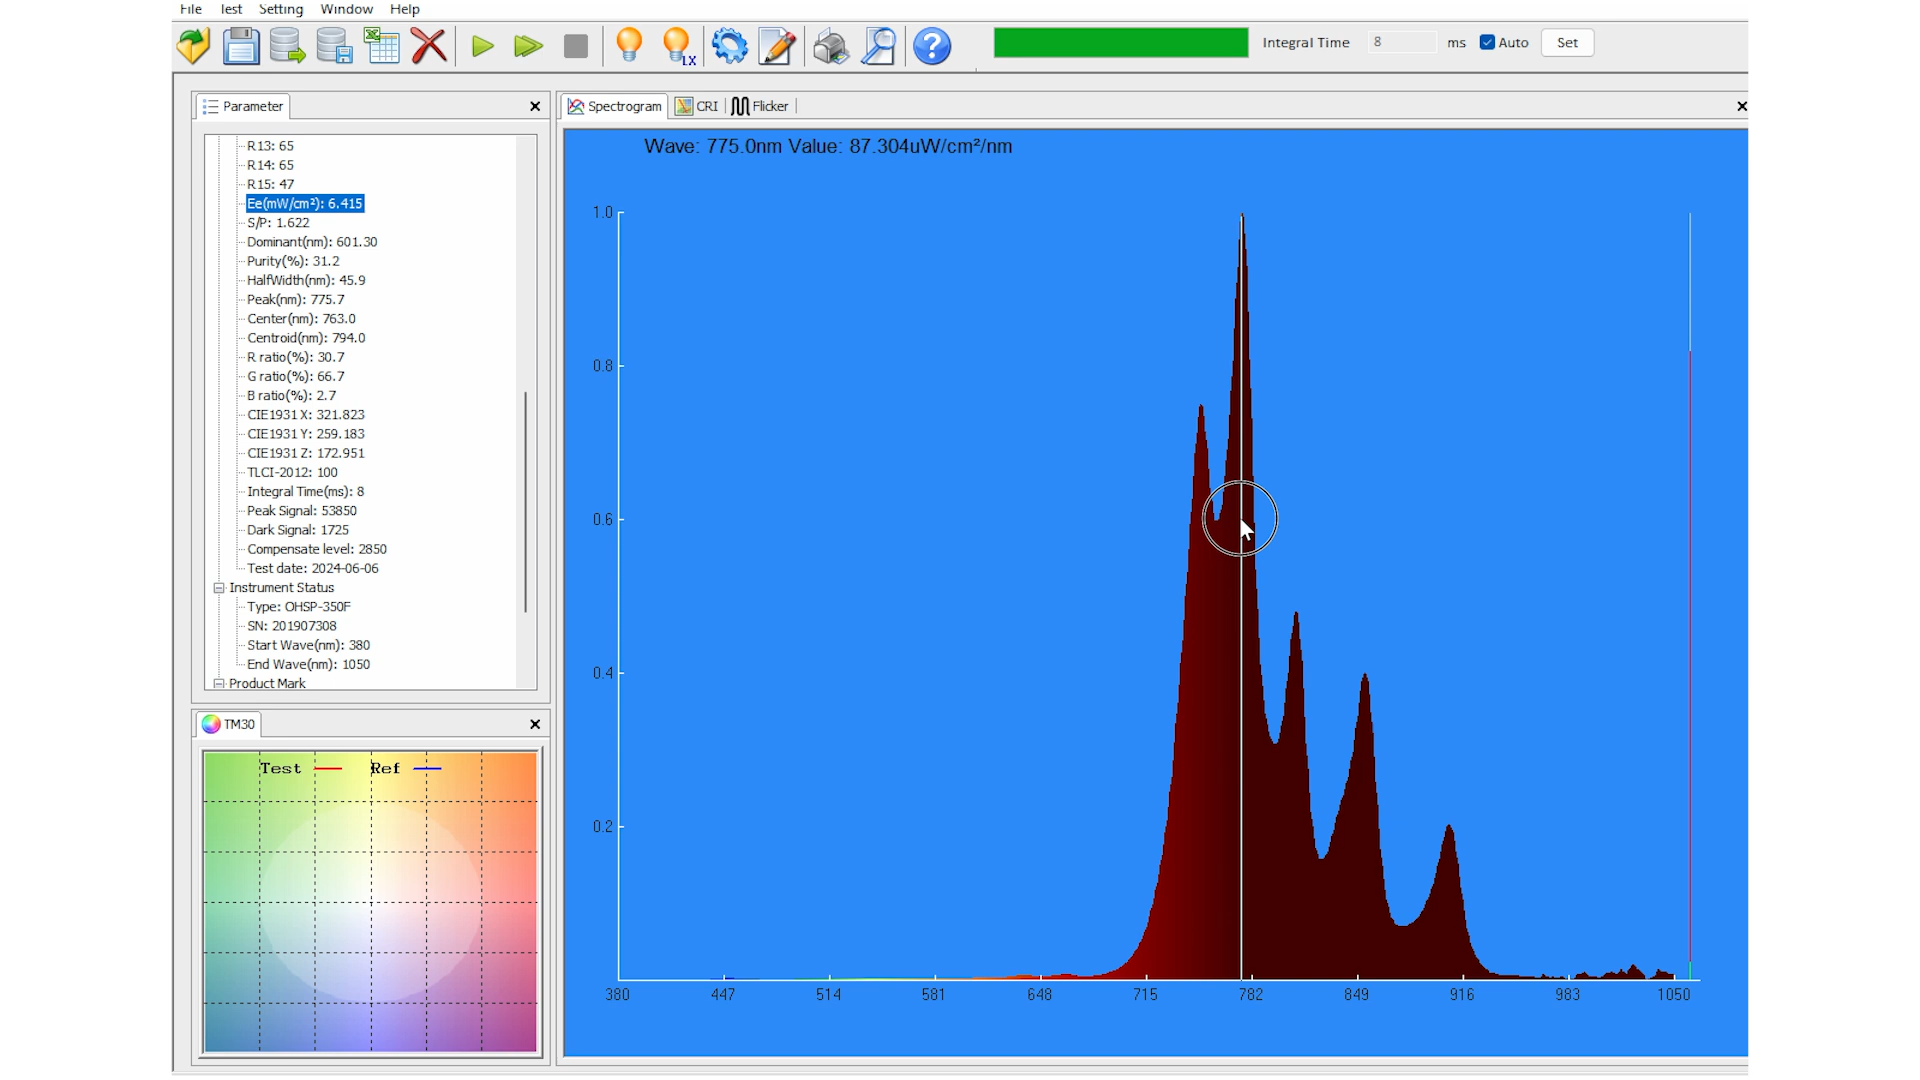 File Test Setting Window Help
LX
Integral Time 8 ms Auto Set
Parameter
R13: 65
R14: 65
R15: 47
Ee(mW/cm²): 6.415
S/P: 1.622
Dominant(nm): 601.30
Purity(%): 31.2
HalfWidth(nm): 45.9
Peak(nm): 775.7
Center(nm): 763.0
Centroid(nm): 794.0
R ratio(%): 30.7
G ratio(%): 66.7
B ratio(%): 2.7
CIE1931 X: 321.823
CIE1931 Y: 259.183
CIE1931 Z: 172.951
TLCI-2012: 100
Integral Time(ms): 8
Peak Signal: 53850
Dark Signal: 1725
Compensate level: 2850
Test date: 2024-06-06
Instrument Status
Type: OHSP-350F
SN: 201907308
Start Wave(nm): 380
End Wave(nm): 1050
Product Mark
TM30
Test Ref
Spectrogram CRI Flicker
Wave: 775.0nm Value: 87.304uW/cm²/nm
1.0
0.8
0.6
0.4
0.2
380 447 514 581 648 715 782 849 916 983 1050